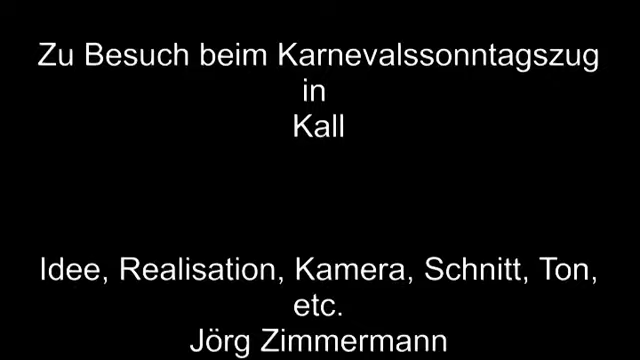 Zu Besuch beim Karnevalssonntagszug
in
Kall
Idee, Realisation, Kamera, Schnitt, Ton,
etc.
Jörg Zimmermann